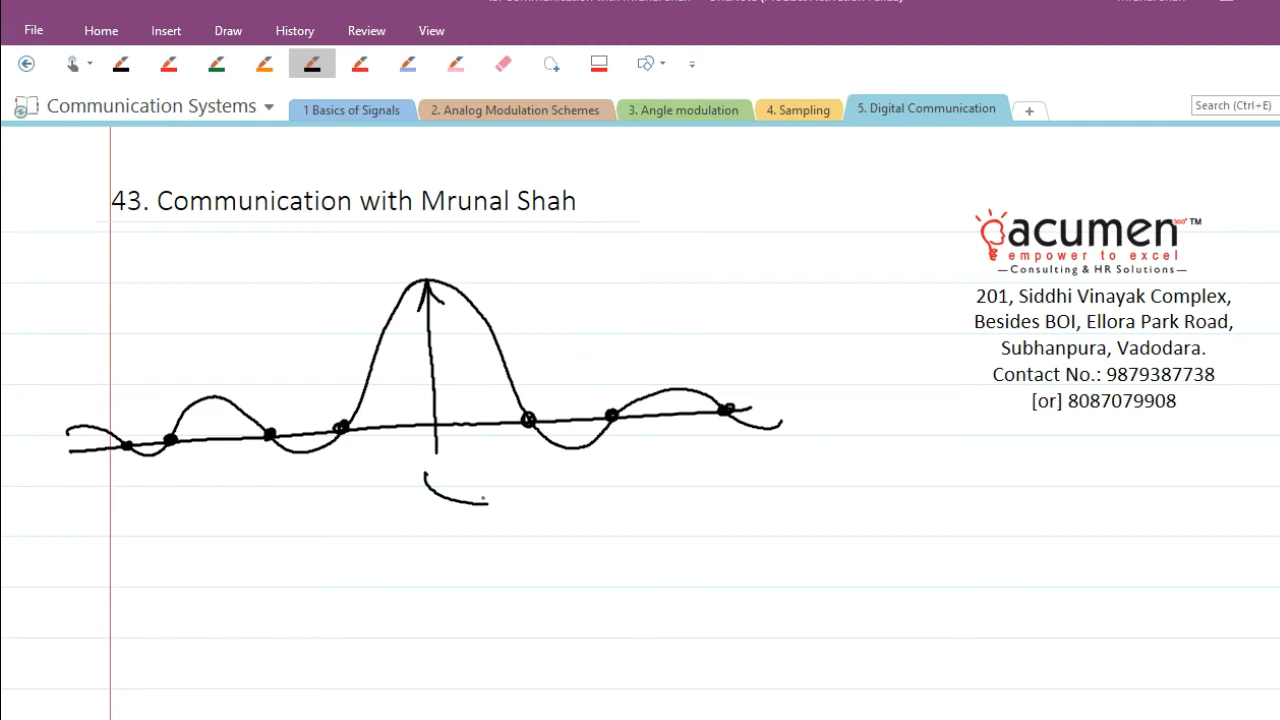 File Home Insert Draw History Review View
Communication Systems 1 Basics of Signals 2. Analog Modulation Schemes 3. Angle modulation 4. Sampling 5. Digital Communication + Search (Ctrl+E)
43. Communication with Mrunal Shah
acumen 360° TM
empower to excel
—Consulting & HR Solutions—
201, Siddhi Vinayak Complex,
Besides BOI, Ellora Park Road,
Subhanpura, Vadodara.
Contact No.: 9879387738
[or] 8087079908